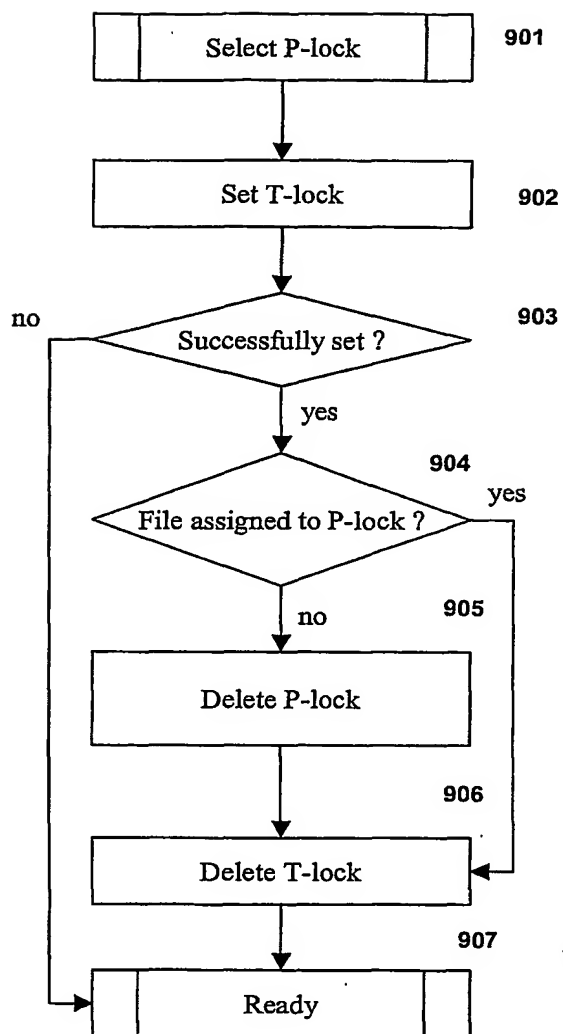 Select P-lock
901
Set T-lock
902
no
Successfully set ?
903
yes
904
File assigned to P-lock ?
yes
no
905
Delete P-lock
906
Delete T-lock
907
Ready